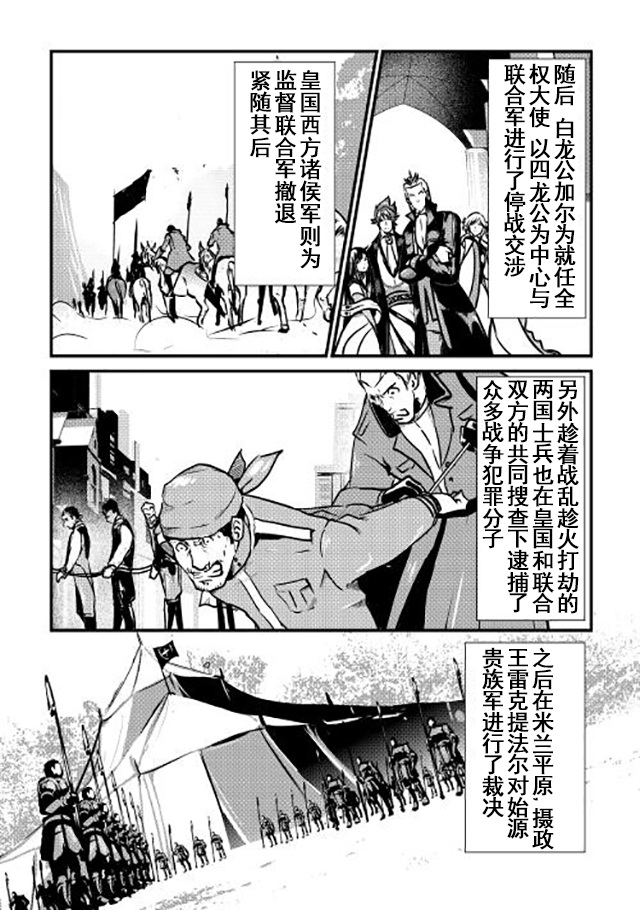 随后 白龙公加尔为就任全
权大使 以四龙公为中心与
联合军进行了停战交涉
皇国西方诸侯军则为
监督联合军撤退
紧随其后
另外趁着战乱趁火打劫的
两国士兵也在皇国和联合
双方的共同搜查下逮捕了
众多战争犯罪分子
之后在米兰平原,摄政
王雷克提法尔对始源
贵族军进行了裁决